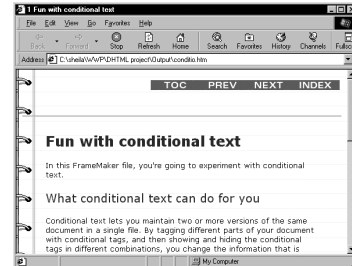 1 Fun with conditional text
File Edit View Go Favorites Help
Back Forward Stop Refresh Home Search Favorites History Channels Fullsc
Address C:\sheila\WWP\DHTML project\Output\conditio.htm
TOC PREV NEXT INDEX
Fun with conditional text
In this FrameMaker file, you're going to experiment with conditional
text.
What conditional text can do for you
Conditional text lets you maintain two or more versions of the same
document in a single file. By tagging different parts of your document
with conditional tags, and then showing and hiding the conditional
tags in different combinations, you change the information that is
My Computer